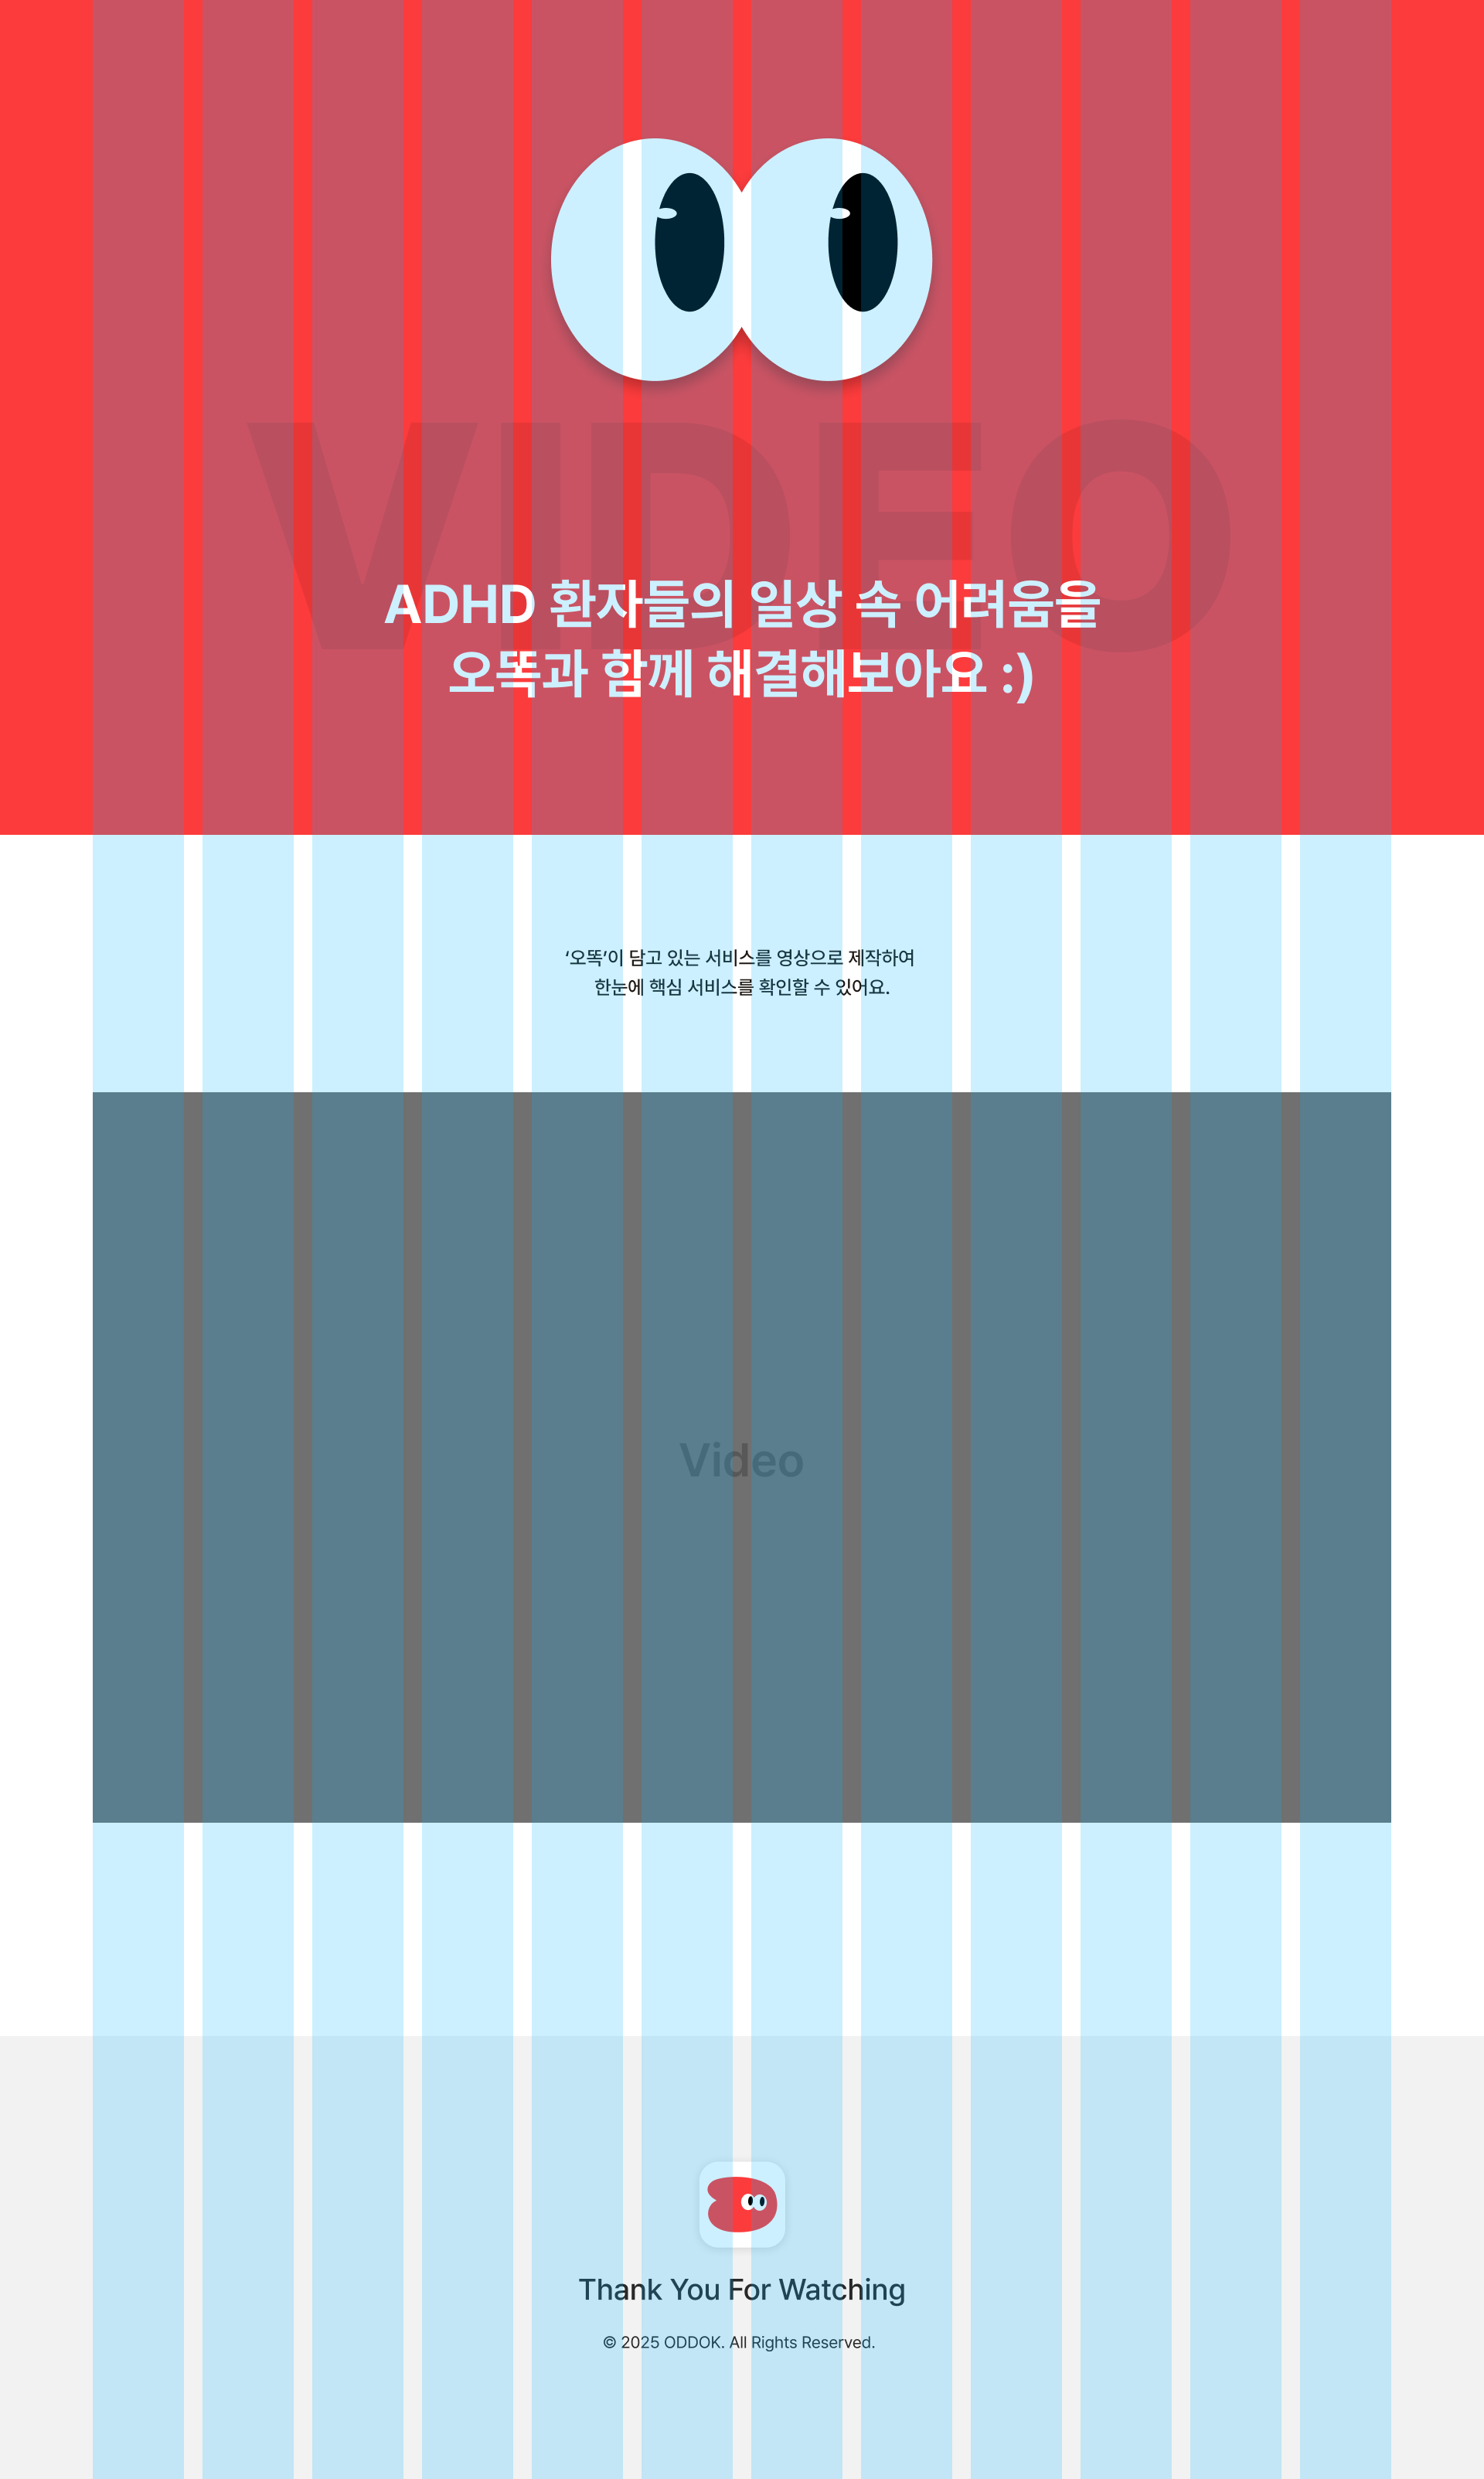 VIDEO
ADHD 환자들의 일상 속 어려움을
오똑과 함께 해결해보아요 :)
‘오똑’이 담고 있는 서비스를 영상으로 제작하여
한눈에 핵심 서비스를 확인할 수 있어요.
Video
Thank You For Watching
© 2025 ODDOK. All Rights Reserved.